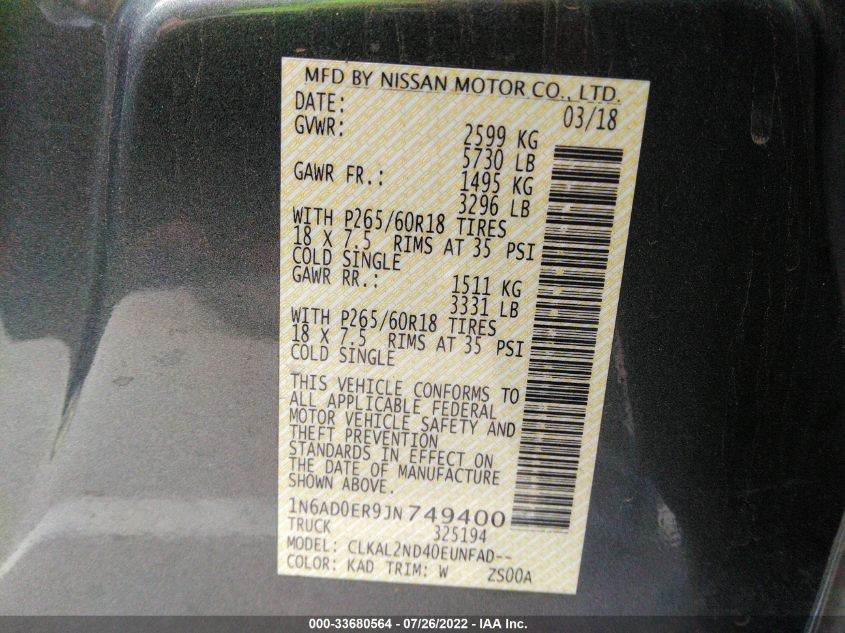 MFD BY NISSAN MOTOR CO., LTD.
DATE: 03/18
GVWR: 2599 KG
5730 LB
GAWR FR.: 1495 KG
3296 LB
WITH P265/60R18 TIRES
18 X 7.5 RIMS AT 35 PSI
COLD SINGLE
GAWR RR.: 1511 KG
3331 LB
WITH P265/60R18 TIRES
18 X 7.5 RIMS AT 35 PSI
COLD SINGLE
THIS VEHICLE CONFORMS TO
ALL APPLICABLE FEDERAL
MOTOR VEHICLE SAFETY AND
THEFT PREVENTION
STANDARDS IN EFFECT ON
THE DATE OF MANUFACTURE
SHOWN ABOVE.
1N6AD0ER9JN749400
TRUCK 325194
MODEL: CLKAL2ND40EUNFAD--
COLOR: KAD TRIM: W ZS00A
000-33680564 / 07/26/2022 - IAA Inc.